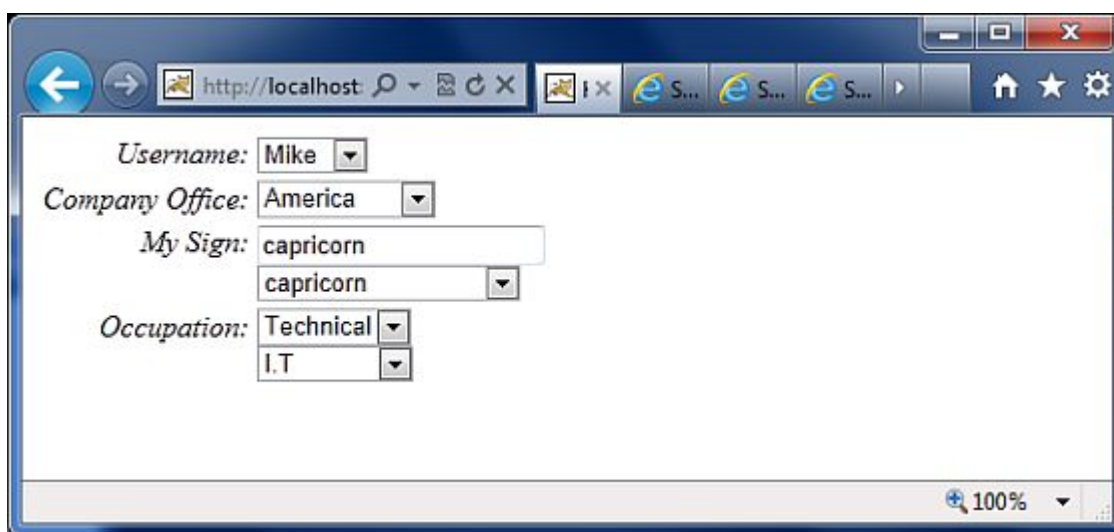 http://localhost: S... S... S...
Username: Mike
Company Office: America
My Sign: capricorn
capricorn
Occupation: Technical
I.T
100%